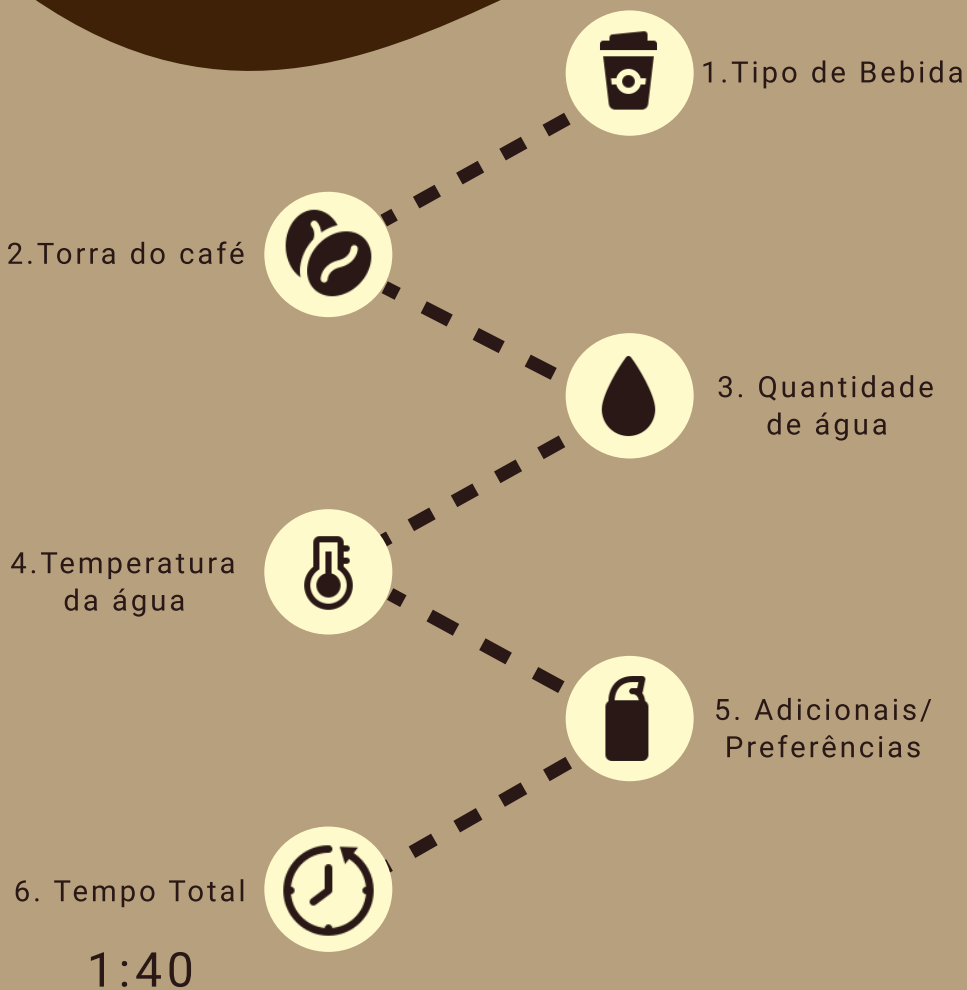 1.Tipo de Bebida
2.Torra do café
3. Quantidade
de água
4.Temperatura
da água
5. Adicionais/
Preferências
6. Tempo Total
1:40